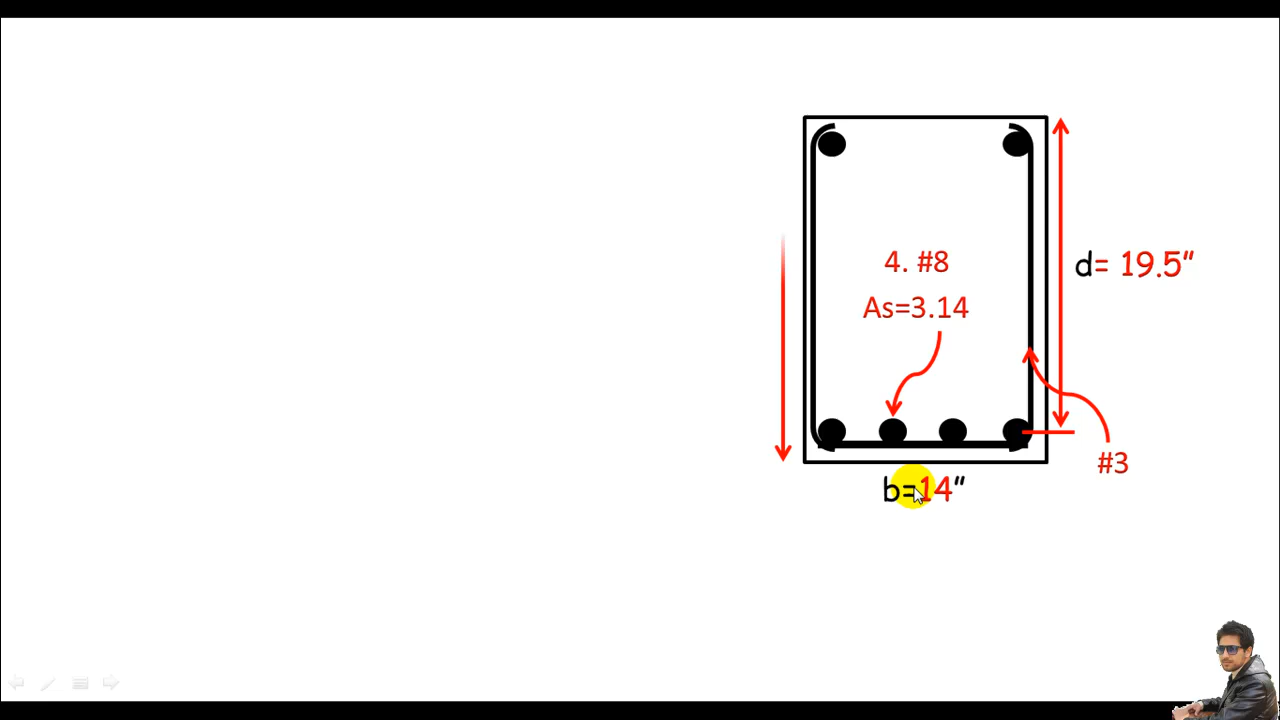 4. #8
As=3.14
d= 19.5"
#3
b=14"